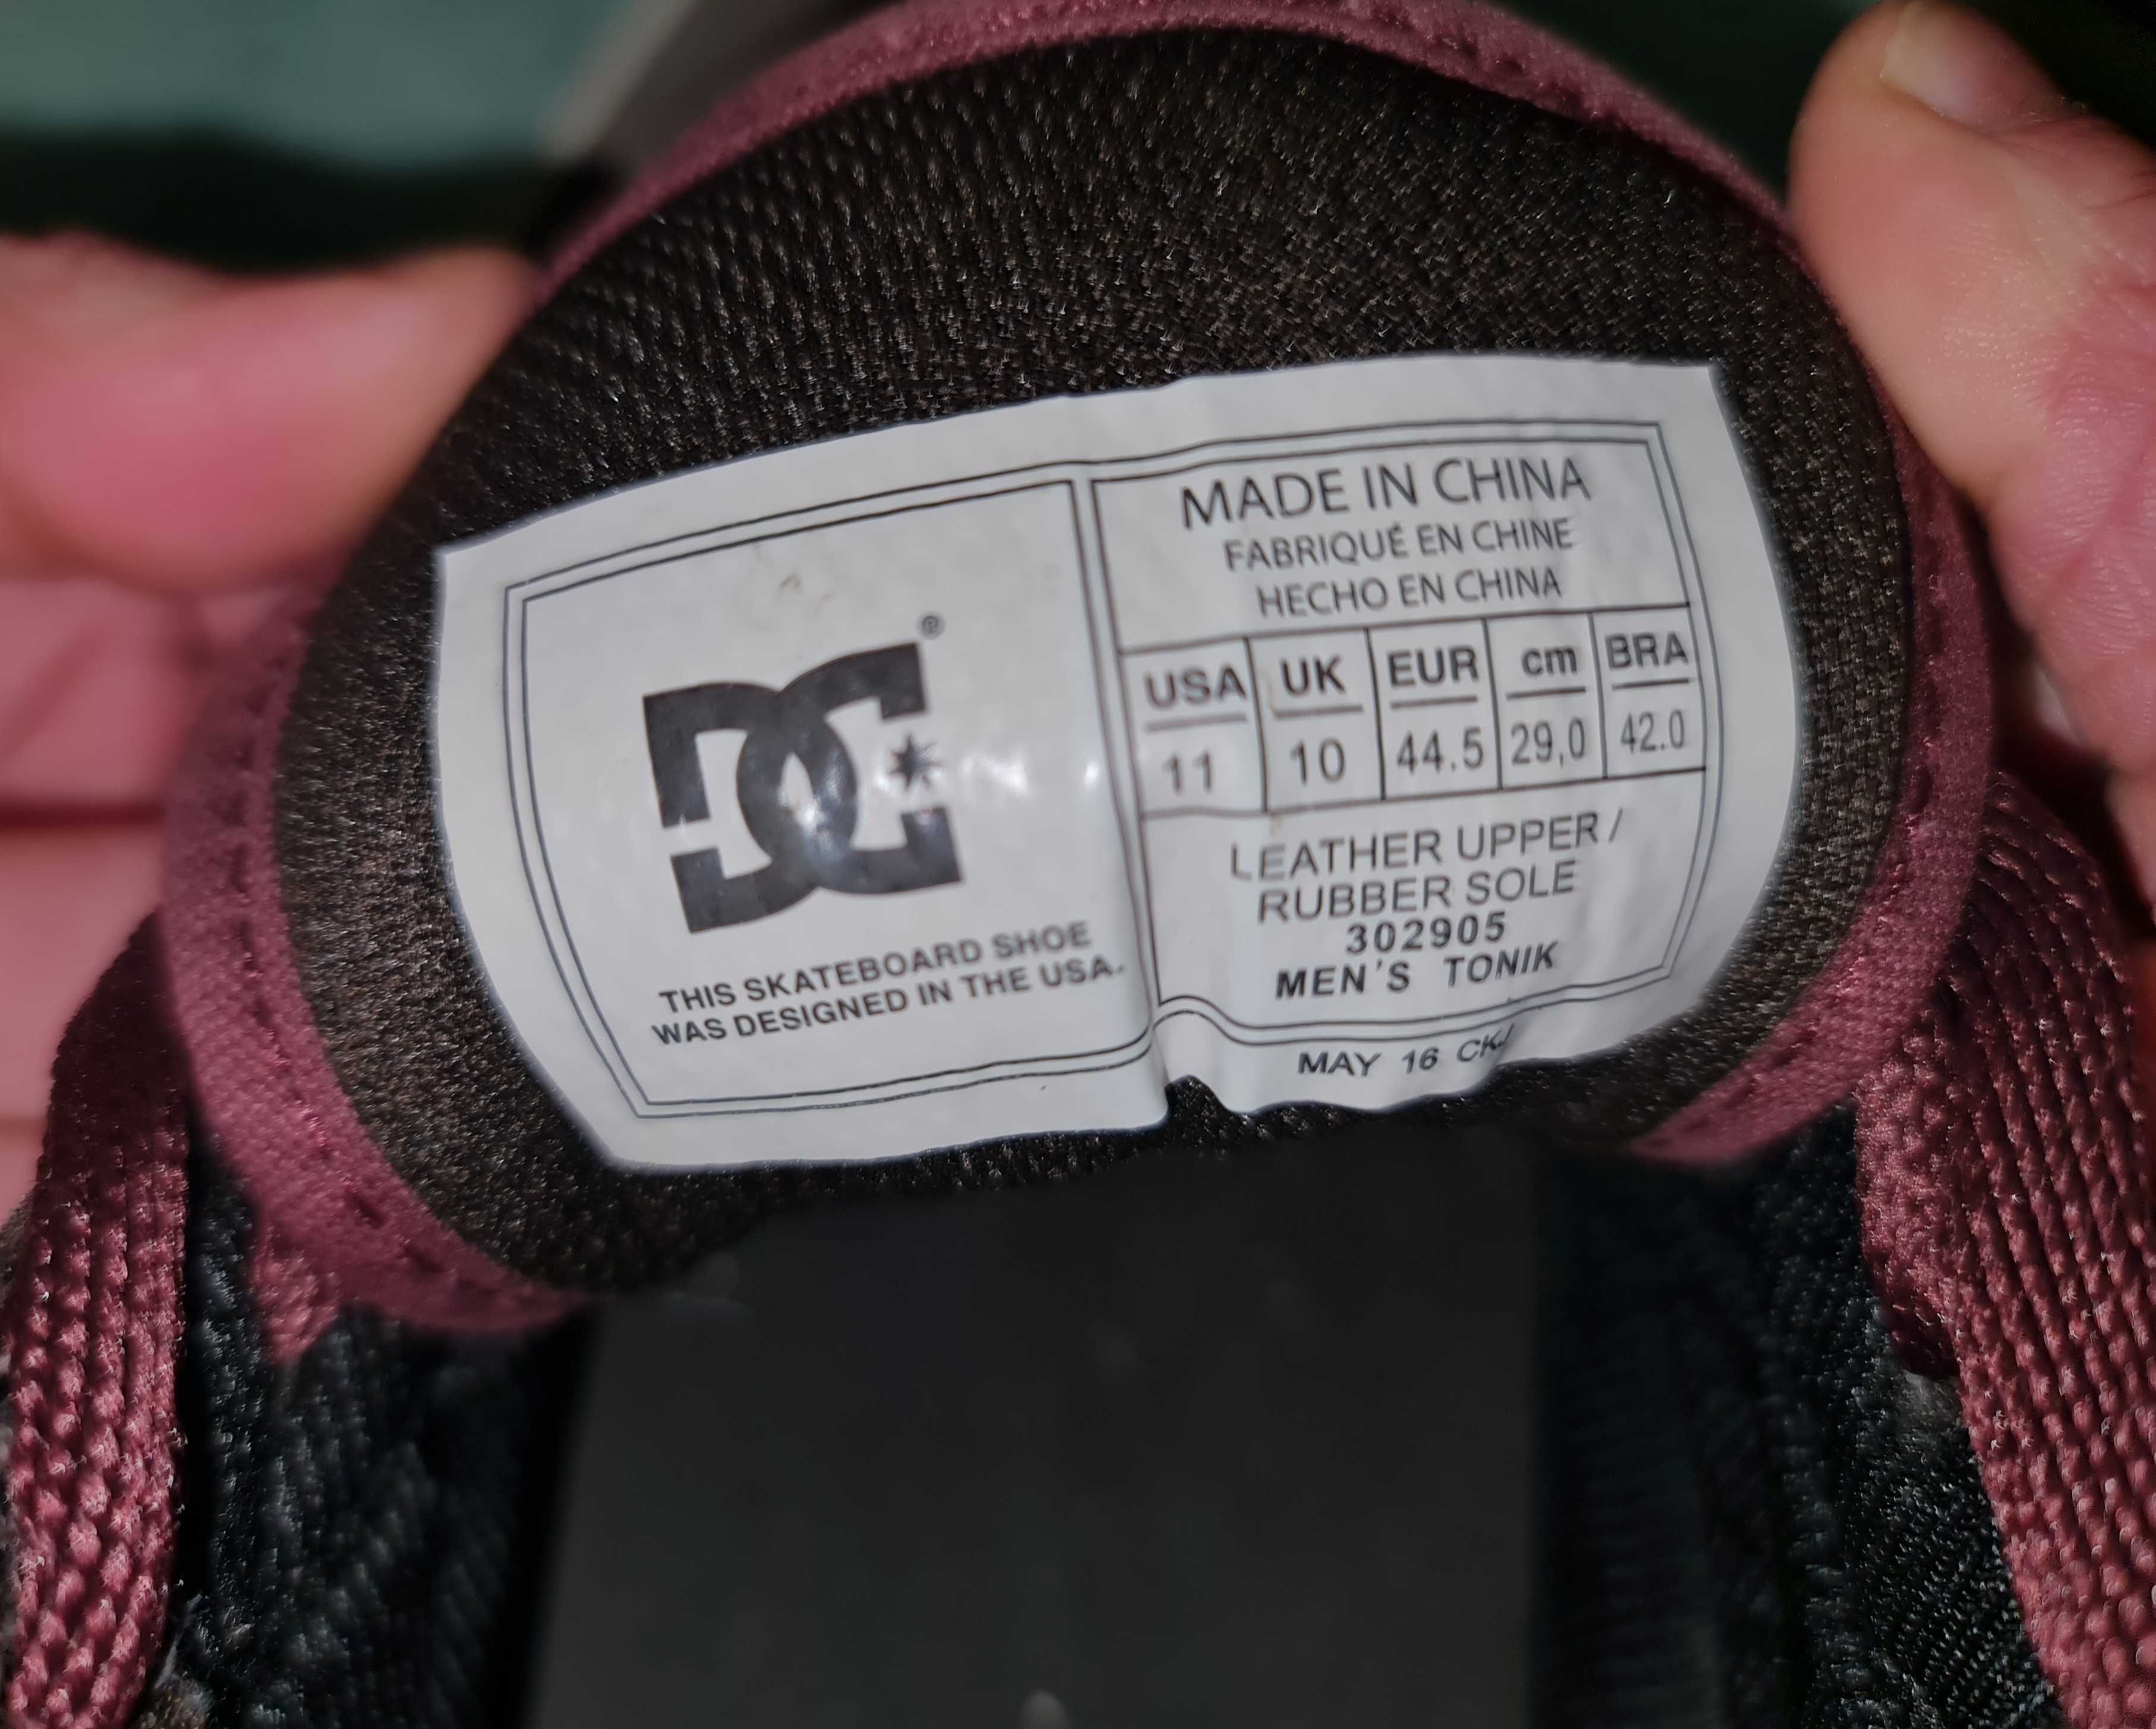 DC®
THIS SKATEBOARD SHOE
WAS DESIGNED IN THE USA.
MADE IN CHINA
FABRIQUÉ EN CHINE
HECHO EN CHINA
USA UK EUR cm BRA
11 10 44.5 29,0 42.0
LEATHER UPPER /
RUBBER SOLE
302905
MEN'S TONIK
MAY 16 CKJ